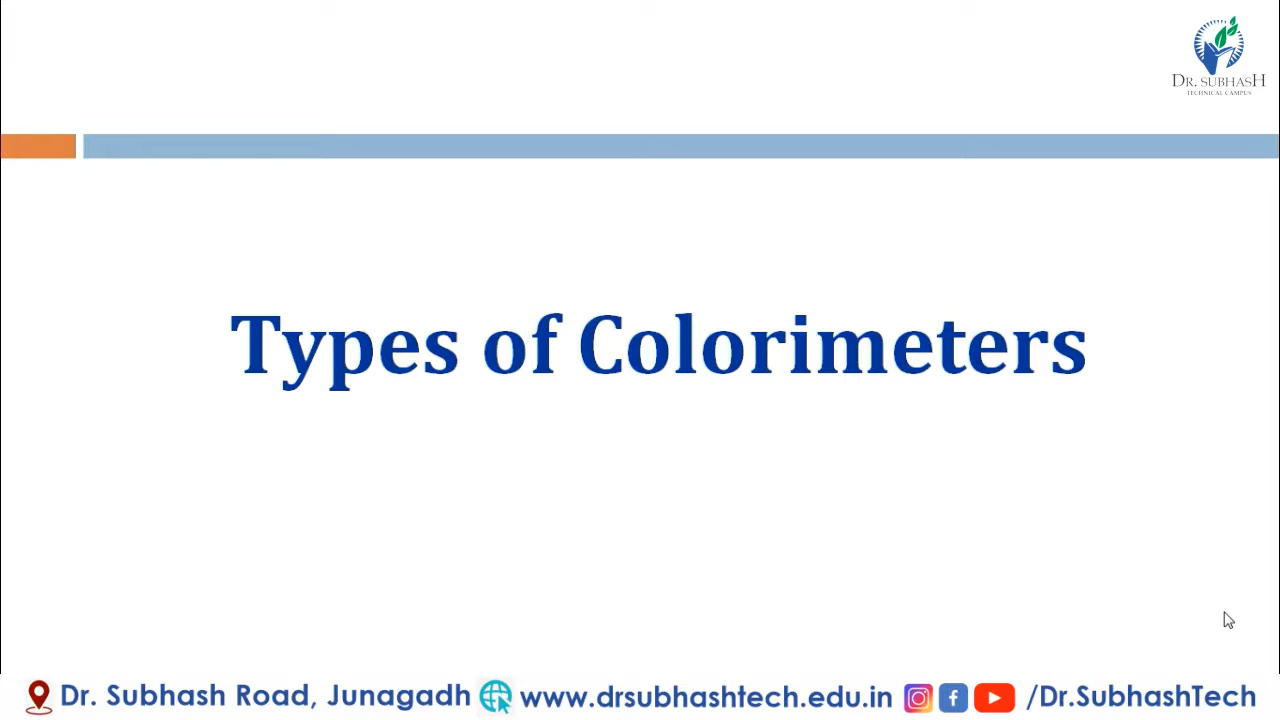 DR. SUBHASH
TECHNICAL CAMPUS
Types of Colorimeters
Dr. Subhash Road, Junagadh www.drsubhashtech.edu.in /Dr.SubhashTech